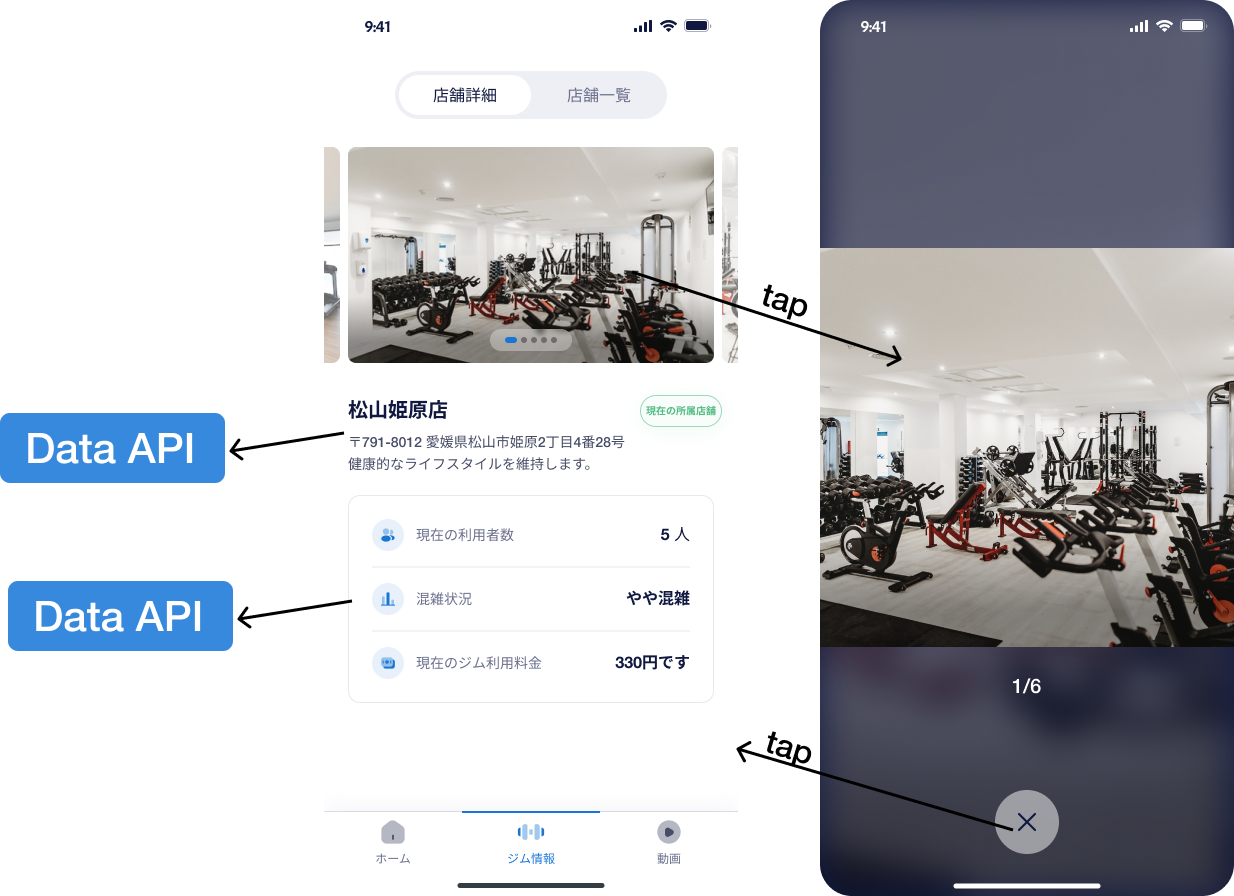 9:41
店舗詳細
店舗一覧
松山姫原店
現在の所属店舗
〒791-8012 愛媛県松山市姫原2丁目4番28号
健康的なライフスタイルを維持します。
現在の利用者数
5 人
混雑状況
やや混雑
現在のジム利用料金
330円です
ホーム
ジム情報
動画
Data API
Data API
tap
tap
9:41
1/6